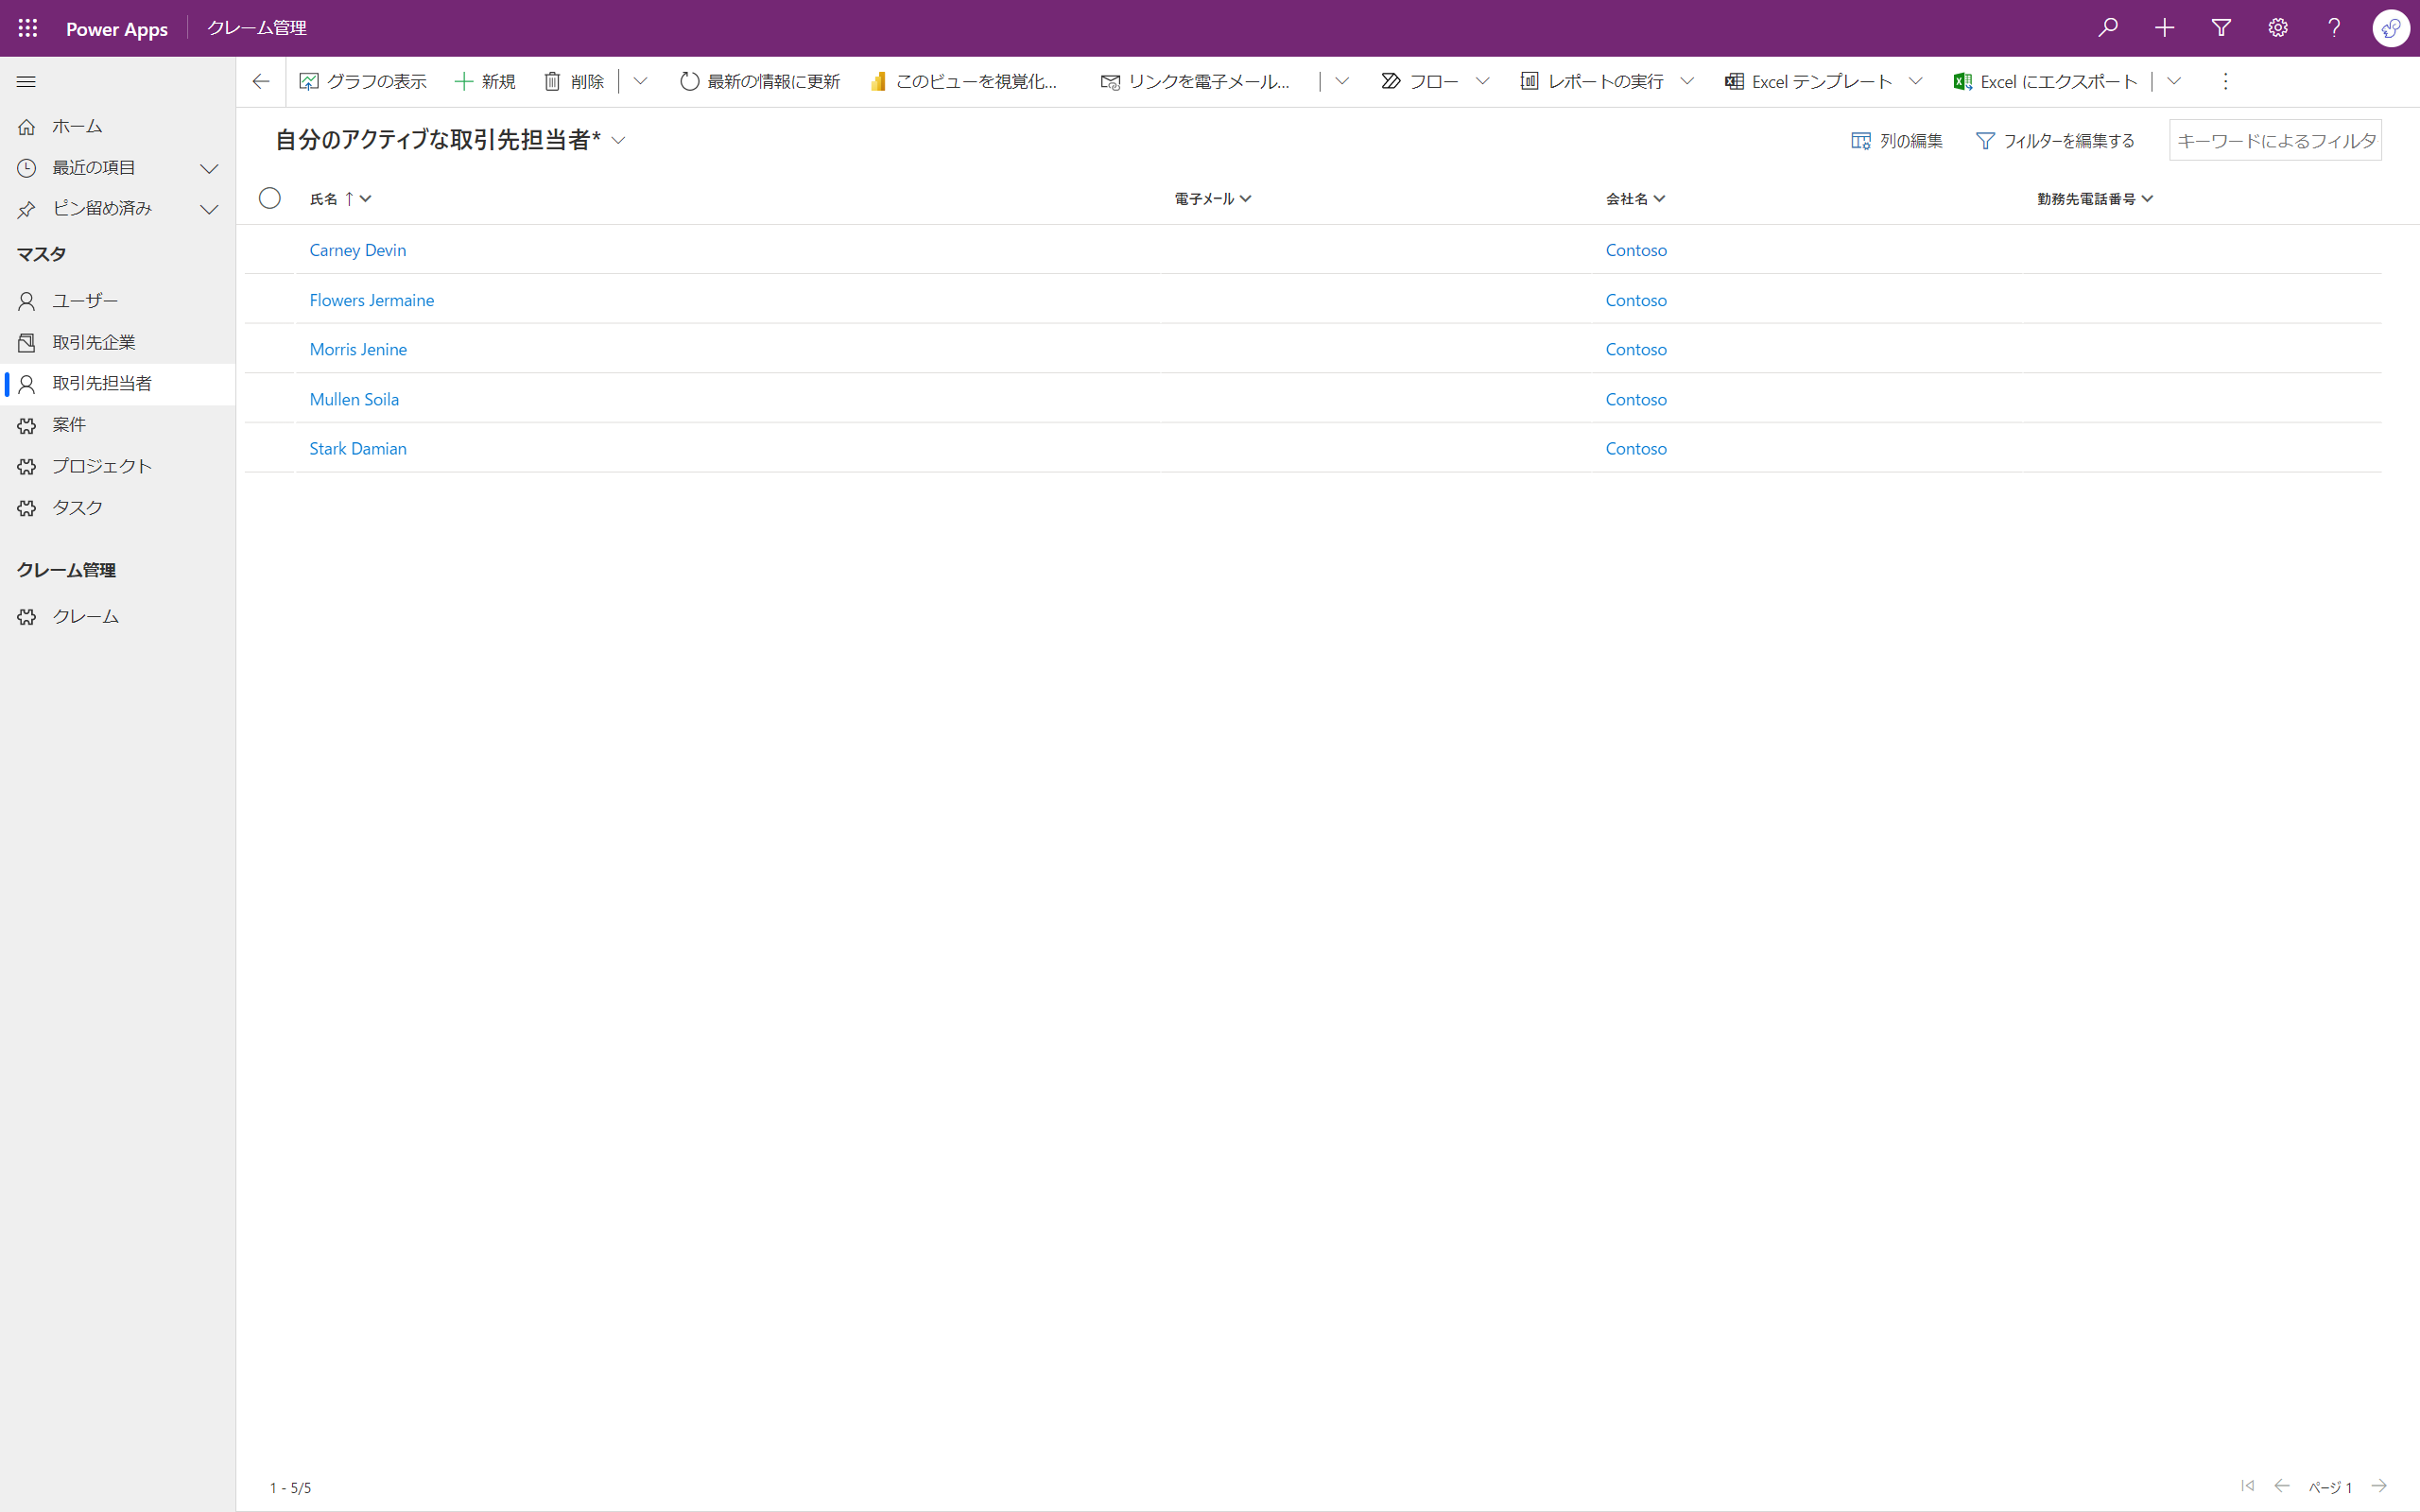 Power Apps
クレーム管理
グラフの表示
新規
削除
最新の情報に更新
このビューを視覚化...
リンクを電子メール...
フロー
レポートの実行
Excel テンプレート
Excel にエクスポート
ホーム
最近の項目
ピン留め済み
マスタ
ユーザー
取引先企業
取引先担当者
案件
プロジェクト
タスク
クレーム管理
クレーム
自分のアクティブな取引先担当者*
列の編集
フィルターを編集する
キーワードによるフィルタ
氏名 ↑ 電子メール 会社名 勤務先電話番号
Carney Devin Contoso
Flowers Jermaine Contoso
Morris Jenine Contoso
Mullen Soila Contoso
Stark Damian Contoso
1 - 5/5
ページ 1